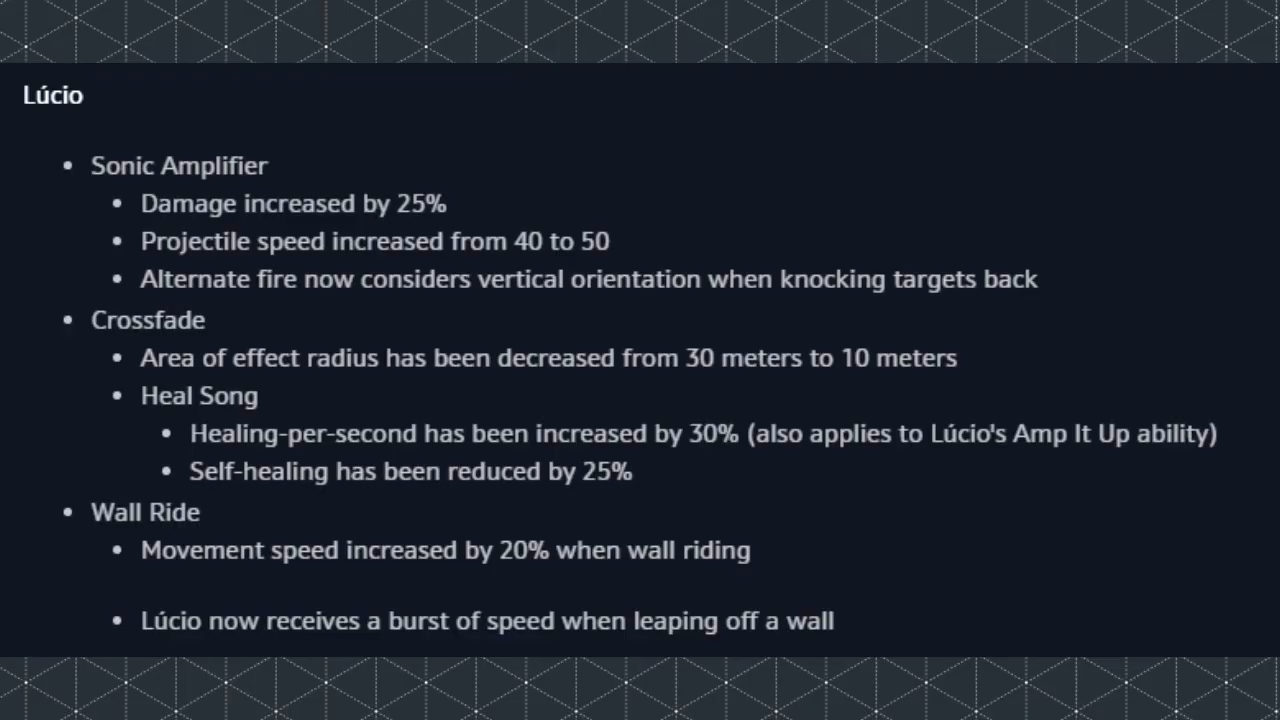 Lúcio
• Sonic Amplifier
• Damage increased by 25%
• Projectile speed increased from 40 to 50
• Alternate fire now considers vertical orientation when knocking targets back
• Crossfade
• Area of effect radius has been decreased from 30 meters to 10 meters
• Heal Song
• Healing-per-second has been increased by 30% (also applies to Lúcio's Amp It Up ability)
• Self-healing has been reduced by 25%
• Wall Ride
• Movement speed increased by 20% when wall riding
• Lúcio now receives a burst of speed when leaping off a wall